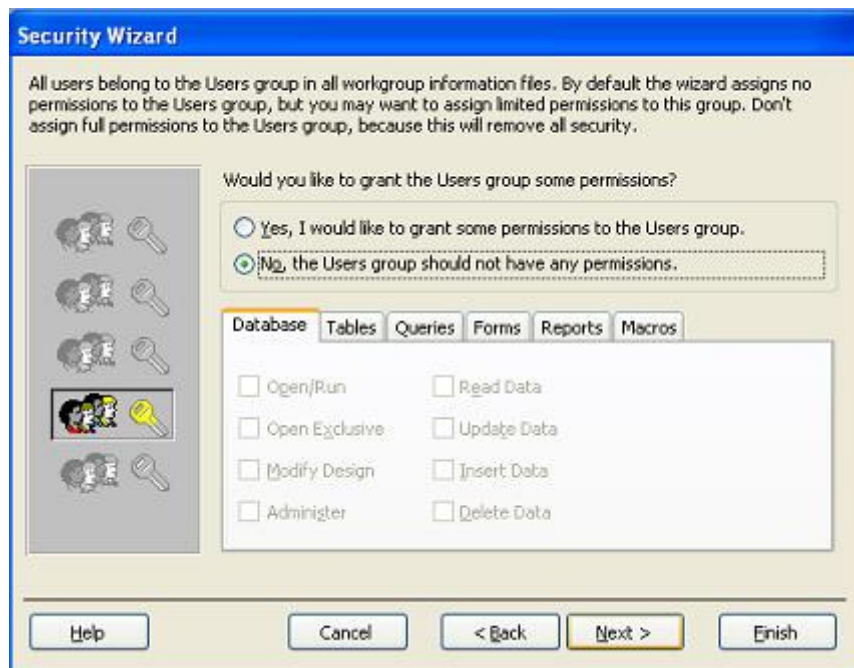 Security Wizard
All users belong to the Users group in all workgroup information files. By default the wizard assigns no
permissions to the Users group, but you may want to assign limited permissions to this group. Don't
assign full permissions to the Users group, because this will remove all security.
Would you like to grant the Users group some permissions?
Yes, I would like to grant some permissions to the Users group.
No, the Users group should not have any permissions.
Database Tables Queries Forms Reports Macros
Open/Run Read Data
Open Exclusive Update Data
Modify Design Insert Data
Administer Delete Data
Help Cancel < Back Next > Finish